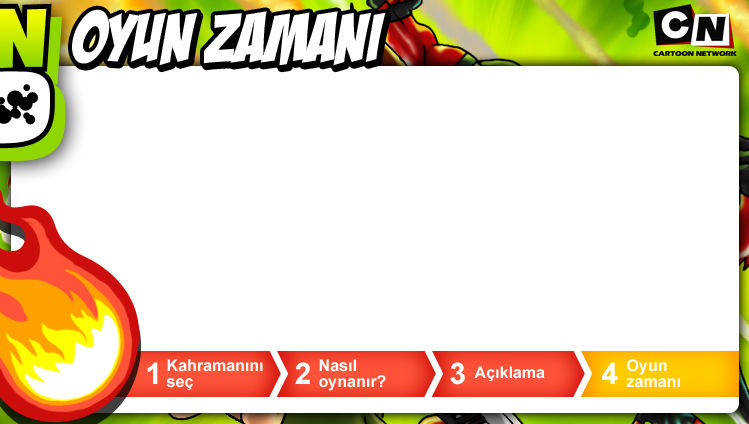 OYUN ZAMANI
CN
CARTOON NETWORK
N
1 Kahramanını
seç
2 Nasıl
oynanır?
3 Açıklama
4 Oyun
zamanı